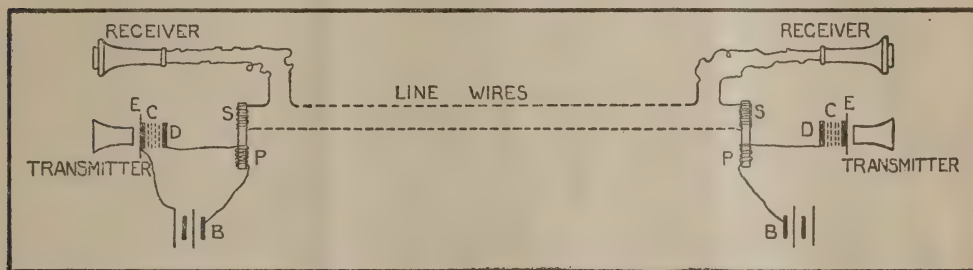 RECEIVER
RECEIVER
LINE WIRES
E C D
S
S
D C E
TRANSMITTER
P
P
TRANSMITTER
B
B